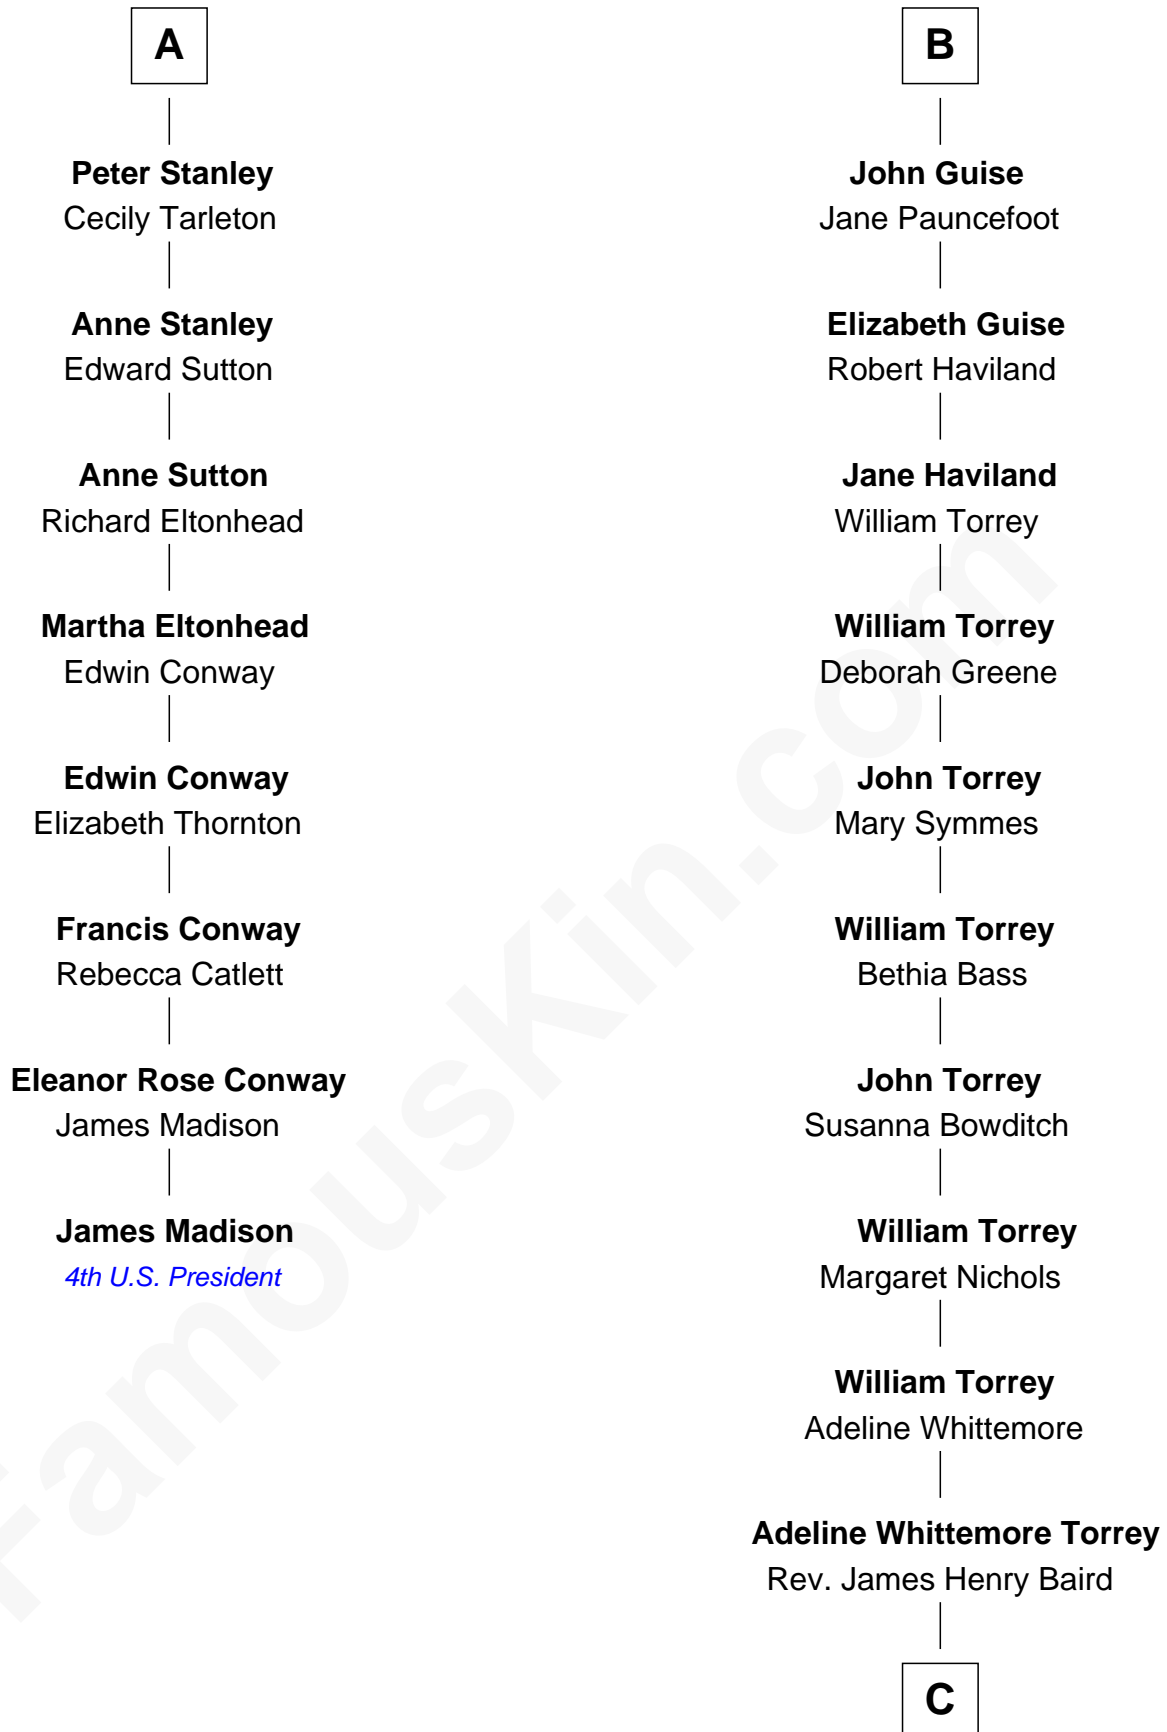 A
Peter Stanley
Cecily Tarleton
Anne Stanley
Edward Sutton
Anne Sutton
Richard Eltonhead
Martha Eltonhead
Edwin Conway
Edwin Conway
Elizabeth Thornton
Francis Conway
Rebecca Catlett
Eleanor Rose Conway
James Madison
James Madison
4th U.S. President
B
John Guise
Jane Pauncefoot
Elizabeth Guise
Robert Haviland
Jane Haviland
William Torrey
William Torrey
Deborah Greene
John Torrey
Mary Symmes
William Torrey
Bethia Bass
John Torrey
Susanna Bowditch
William Torrey
Margaret Nichols
William Torrey
Adeline Whittemore
Adeline Whittemore Torrey
Rev. James Henry Baird
C
FamousKin.com